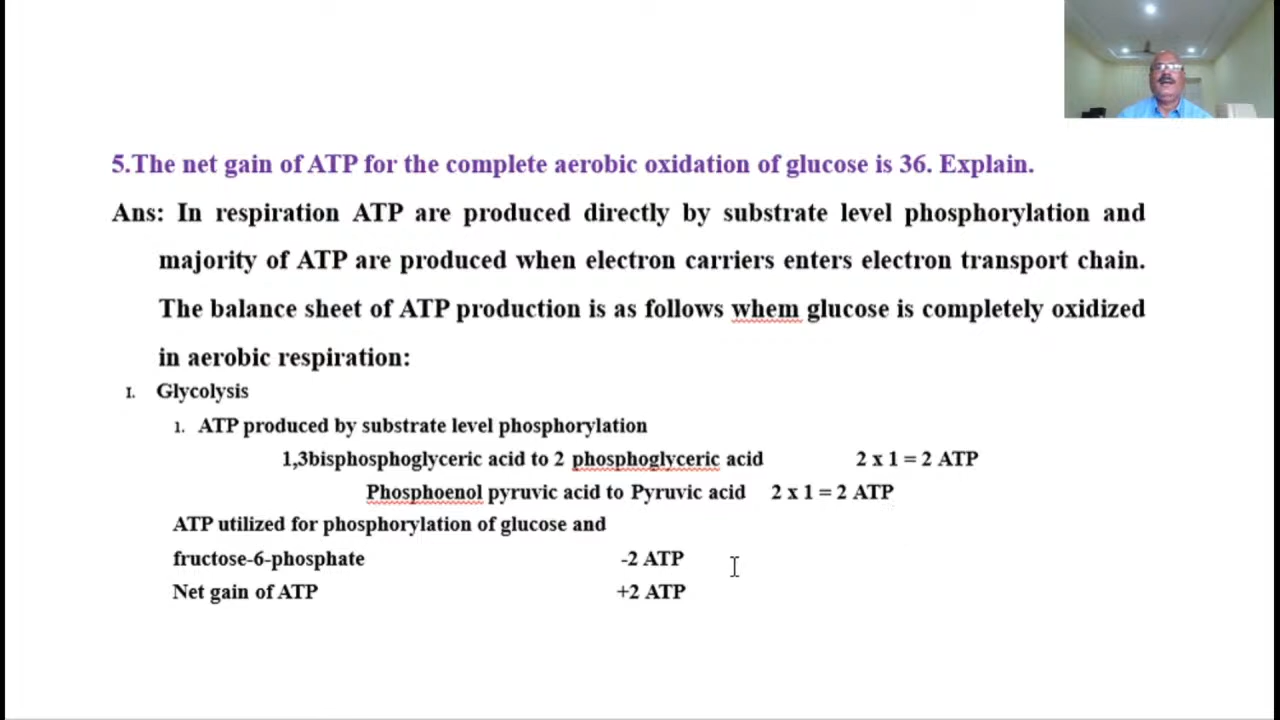 5.The net gain of ATP for the complete aerobic oxidation of glucose is 36. Explain.
Ans: In respiration ATP are produced directly by substrate level phosphorylation and
majority of ATP are produced when electron carriers enters electron transport chain.
The balance sheet of ATP production is as follows whem glucose is completely oxidized
in aerobic respiration:
I. Glycolysis
1. ATP produced by substrate level phosphorylation
1,3bisphosphoglyceric acid to 2 phosphoglyceric acid 2 x 1 = 2 ATP
Phosphoenol pyruvic acid to Pyruvic acid 2 x 1 = 2 ATP
ATP utilized for phosphorylation of glucose and
fructose-6-phosphate -2 ATP
Net gain of ATP +2 ATP